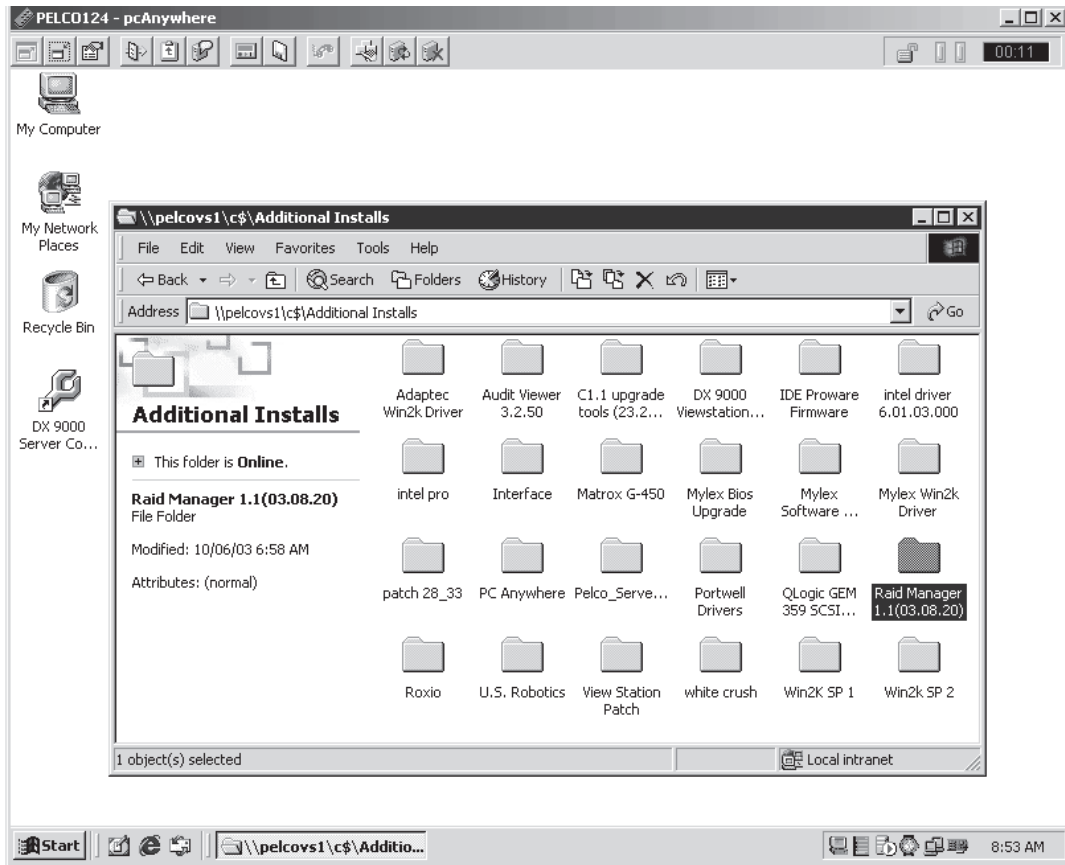 PELCO124 - pcAnywhere
00:11
My Computer
My Network
Places
Recycle Bin
DX 9000
Server Co...
\\pelcovs1\c$\Additional Installs
File Edit View Favorites Tools Help
Back Search Folders History
Address \\pelcovs1\c$\Additional Installs Go
Additional Installs
This folder is Online.
Raid Manager 1.1(03.08.20)
File Folder
Modified: 10/06/03 6:58 AM
Attributes: (normal)
Adaptec
Win2k Driver
Audit Viewer
3.2.50
C1.1 upgrade
tools (23.2...
DX 9000
Viewstation...
IDE Proware
Firmware
intel driver
6.01.03.000
intel pro
Interface
Matrox G-450
Mylex Bios
Upgrade
Mylex
Software ...
Mylex Win2k
Driver
patch 28_33
PC Anywhere
Pelco_Serve...
Portwell
Drivers
QLogic GEM
359 SCSI...
Raid Manager
1.1(03.08.20)
Roxio
U.S. Robotics
View Station
Patch
white crush
Win2K SP 1
Win2k SP 2
1 object(s) selected
Local intranet
Start
\\pelcovs1\c$\Additio...
8:53 AM